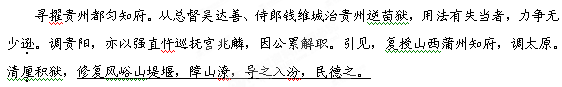 寻擢贵州都匀知府。从总督吴达善、侍郎钱维城治贵州逆苗狱，用法有失当者，力争无
少逊。调贵阳，亦以强直忤巡抚宫兆麟，因公累解职。引见，复授山西蒲州知府，调太原。
清厘积狱，修复风峪山堤堰，障山潦，导之入汾，民德之。